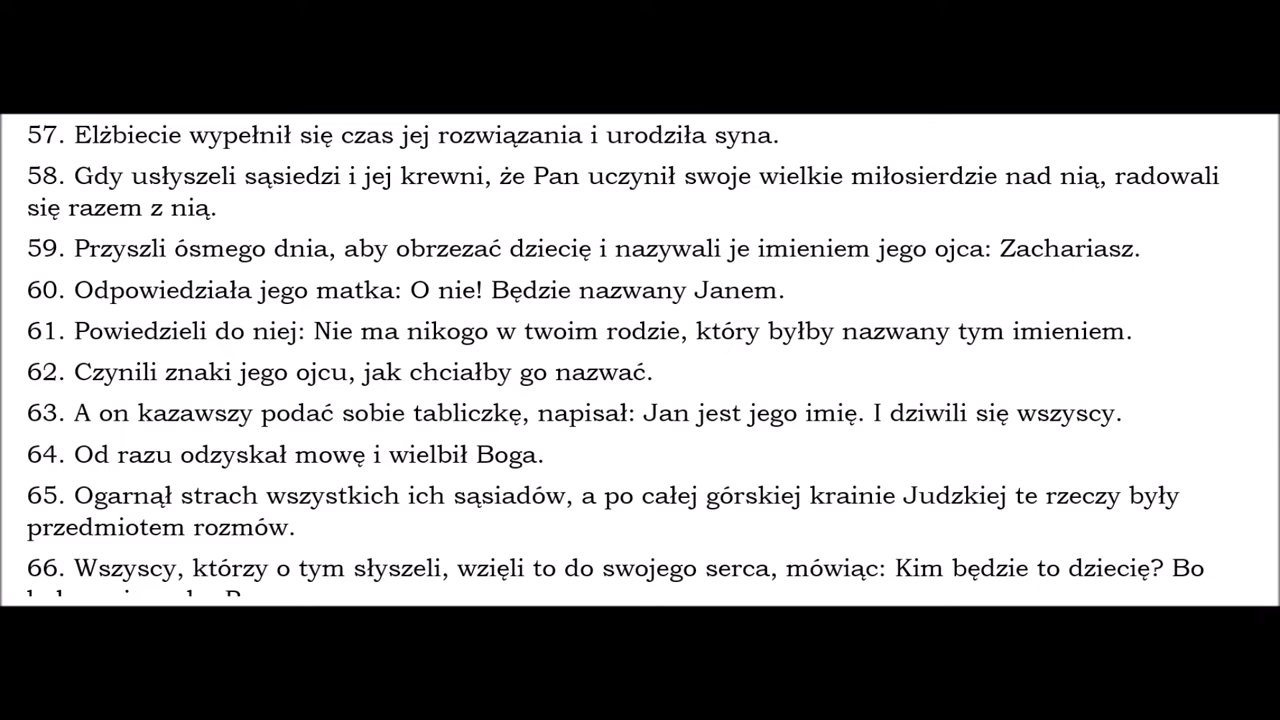 57. Elżbiecie wypełnił się czas jej rozwiązania i urodziła syna.
58. Gdy usłyszeli sąsiedzi i jej krewni, że Pan uczynił swoje wielkie miłosierdzie nad nią, radowali
się razem z nią.
59. Przyszli ósmego dnia, aby obrzezać dziecię i nazywali je imieniem jego ojca: Zachariasz.
60. Odpowiedziała jego matka: O nie! Będzie nazwany Janem.
61. Powiedzieli do niej: Nie ma nikogo w twoim rodzie, który byłby nazwany tym imieniem.
62. Czynili znaki jego ojcu, jak chciałby go nazwać.
63. A on kazawszy podać sobie tabliczkę, napisał: Jan jest jego imię. I dziwili się wszyscy.
64. Od razu odzyskał mowę i wielbił Boga.
65. Ogarnął strach wszystkich ich sąsiadów, a po całej górskiej krainie Judzkiej te rzeczy były
przedmiotem rozmów.
66. Wszyscy, którzy o tym słyszeli, wzięli to do swojego serca, mówiąc: Kim będzie to dziecię? Bo